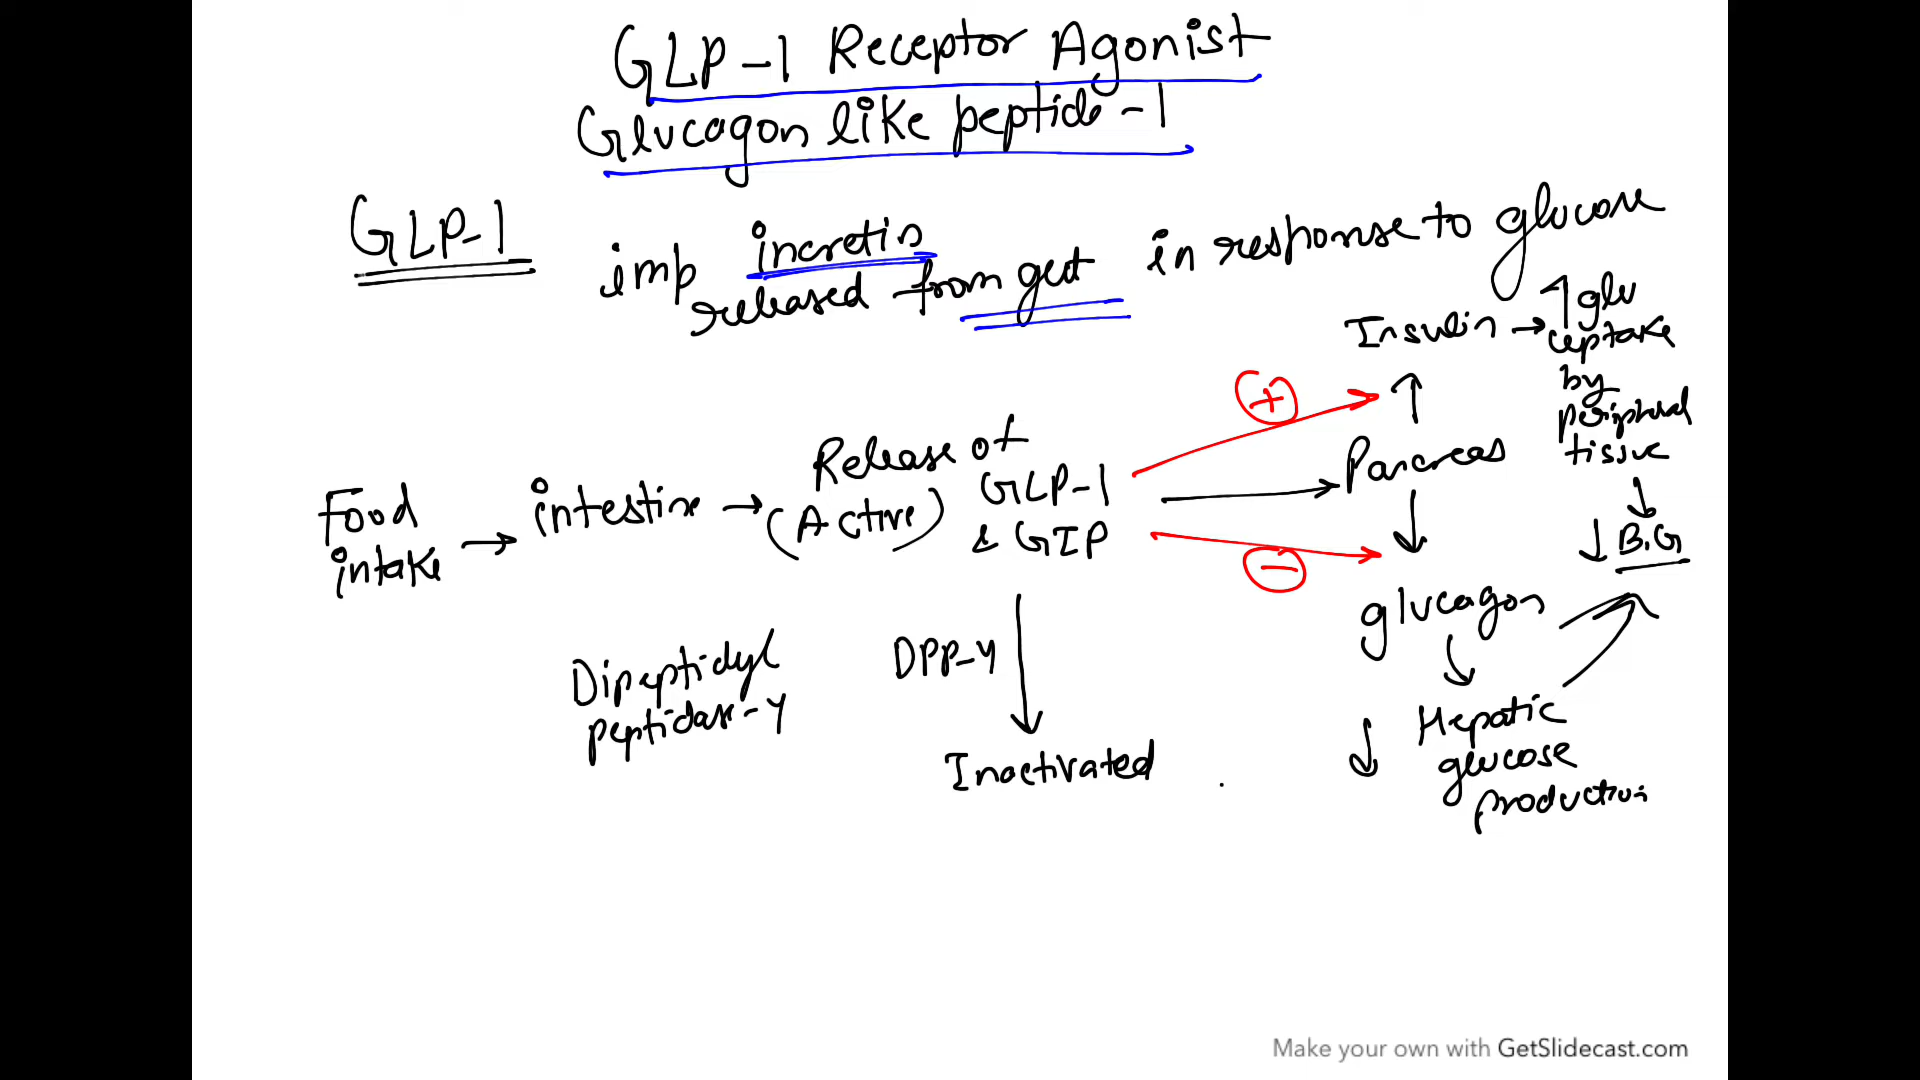 GLP-1 Receptor Agonist
Glucagon like peptide-1
GLP-1
imp incretin
released from gut in response to glucose
Insulin → ↑ glu
uptake
by
peripheral
tissue
↓
↓ B.G
+
↑
Pancreas
↓
Food
intake → intestine → Release of
(Active) GLP-1
& GIP
−
glucagon
↓
↓ Hepatic
glucose
production
Dipeptidyl
peptidase-4
DPP-4
Inactivated
Make your own with GetSlidecast.com